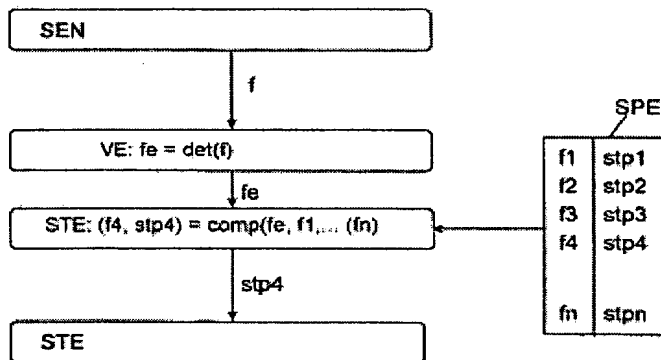 SEN
f
VE: fe = det(f)
fe
STE: (f4, stp4) = comp(fe, f1,... (fn)
stp4
STE
SPE
f1 stp1
f2 stp2
f3 stp3
f4 stp4
fn stpn